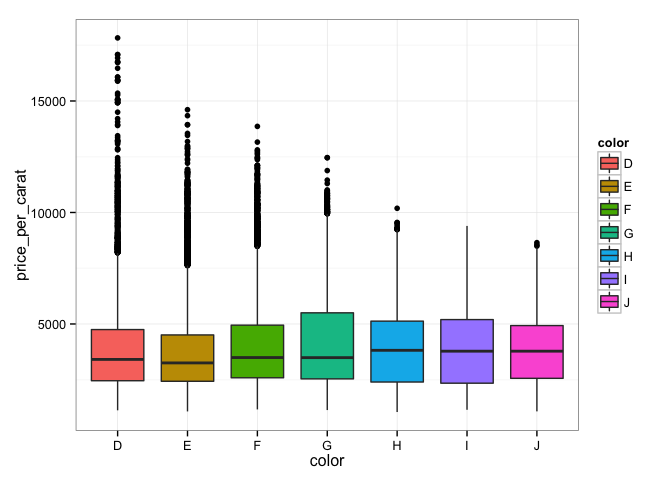 price_per_carat
15000
10000
5000
D E F G H I J
color
color
D
E
F
G
H
I
J